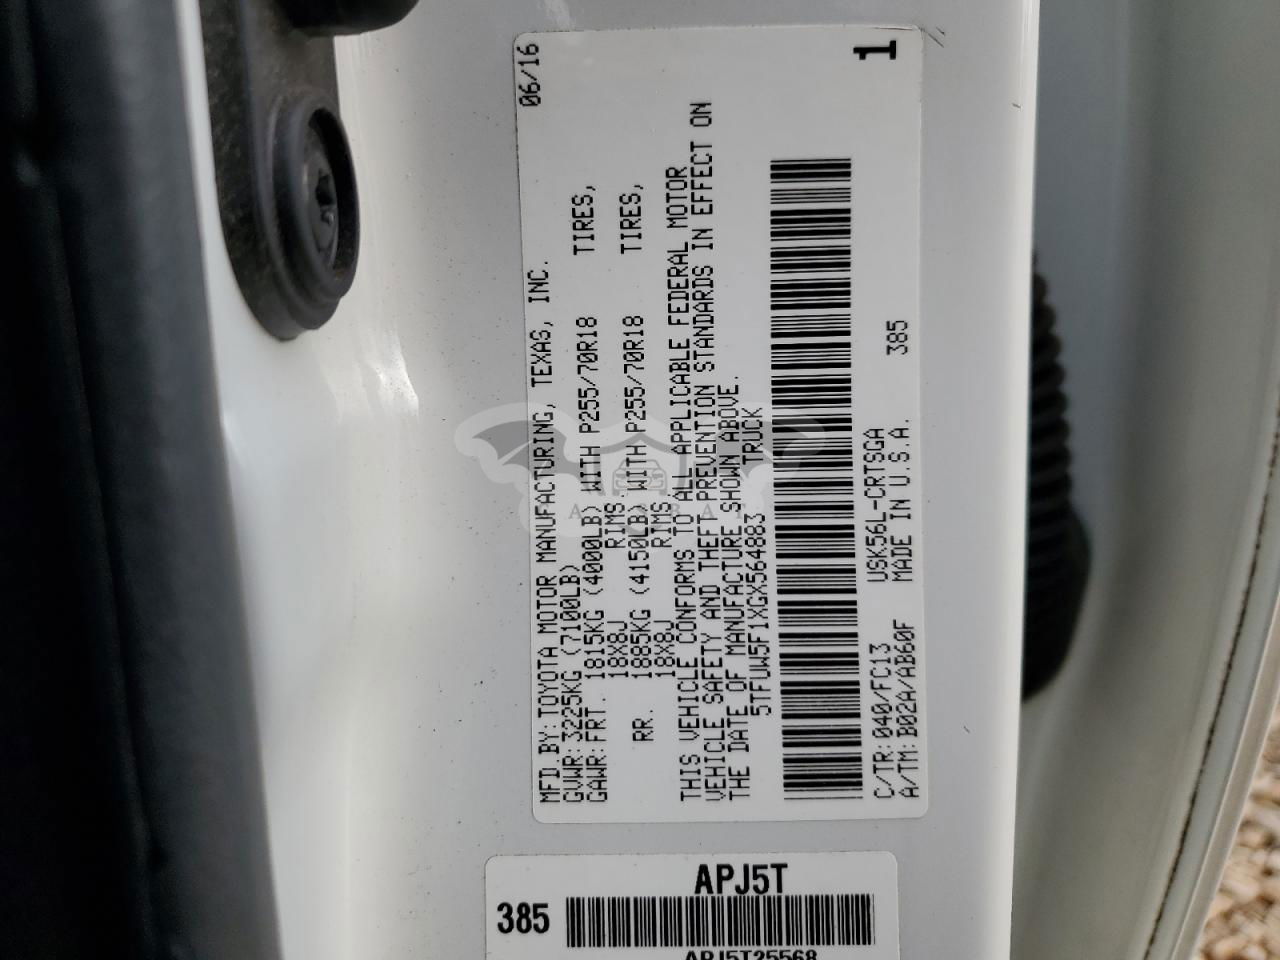 06/16
1
MFD.BY:TOYOTA MOTOR MANUFACTURING, TEXAS, INC.
GVWR:3225KG (7100LB)
GAWR:FRT. 1815KG (4000LB) WITH P255/70R18 TIRES,
18X8J RIMS.
RR. 1885KG (4150LB) WITH P255/70R18 TIRES,
18X8J RIMS
THIS VEHICLE CONFORMS TO ALL APPLICABLE FEDERAL MOTOR
VEHICLE SAFETY AND THEFT PREVENTION STANDARDS IN EFFECT ON
THE DATE OF MANUFACTURE SHOWN ABOVE.
5TFUW5F1XGX564883 TRUCK
C/TR:040/FC13 USK56L-CRTSGA 385
A/TM:B02A/AB60F MADE IN U.S.A.
APJ5T
385
APJ5T25568